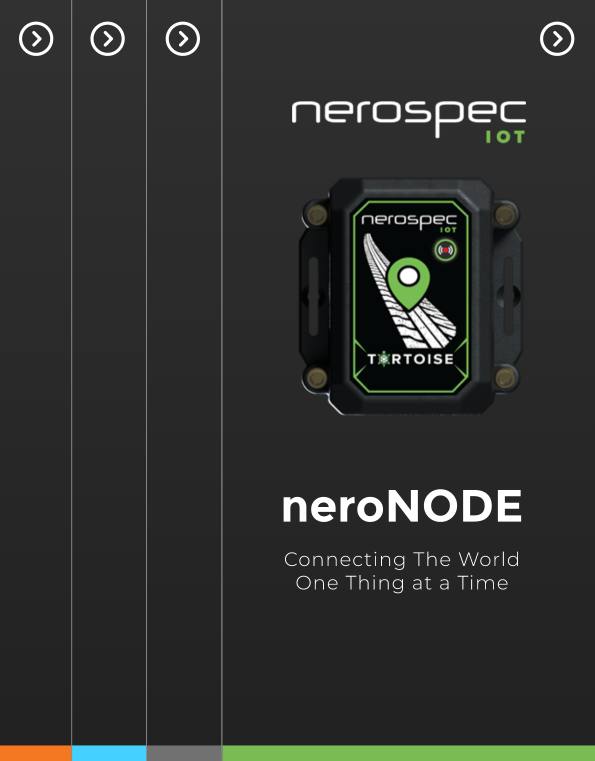 nerospec
IOT
nerospec
IOT
TORTOISE
neroNODE
Connecting The World
One Thing at a Time